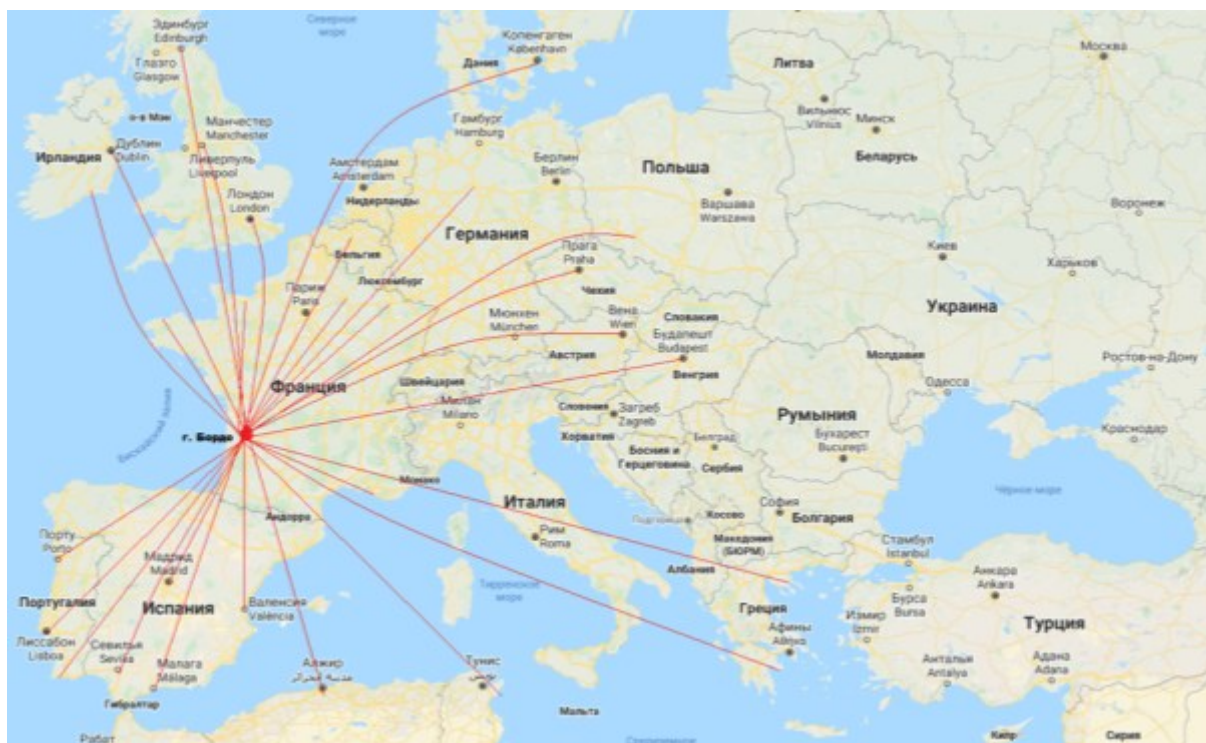 Эдинбург
Edinburgh
Северное
море
Копенгаген
København
Москва
Глазго
Glasgow
Дания
Литва
о-в Мэн
Манчестер
Manchester
Гамбург
Hamburg
Вильнюс
Vilnius
Минск
Дублин
Dublin
Ирландия
Ливерпуль
Liverpool
Амстердам
Amsterdam
Берлин
Berlin
Польша
Беларусь
Лондон
London
Нидерланды
Варшава
Warszawa
Воронеж
Германия
Бельгия
Прага
Praha
Киев
Харьков
Люксембург
Париж
Paris
Чехия
Украина
Мюнхен
München
Вена
Wien
Словакия
Будапешт
Budapest
Австрия
Молдавия
Ростов-на-Дону
Франция
Швейцария
Венгрия
Одесса
Милан
Milano
Словения
Загреб
Zagreb
Румыния
г. Бордо
Хорватия
Белград
Бухарест
București
Краснодар
Босния и
Герцеговина
Сербия
Монако
Италия
Чёрное море
Андорра
Косово
София
Болгария
Порту
Porto
Рим
Roma
Подгорица
Македония
(БЮРМ)
Стамбул
İstanbul
Мадрид
Madrid
Албания
Анкара
Ankara
Тирренское
море
Португалия
Испания
Валенсия
València
Греция
Бурса
Bursa
Измир
İzmir
Турция
Лиссабон
Lisboa
Севилья
Sevilla
Афины
Αθήνα
Малага
Málaga
Алжир
Тунис
Анталья
Antalya
Адана
Adana
Гибралтар
Мальта
Рабат
Кипр
Сирия